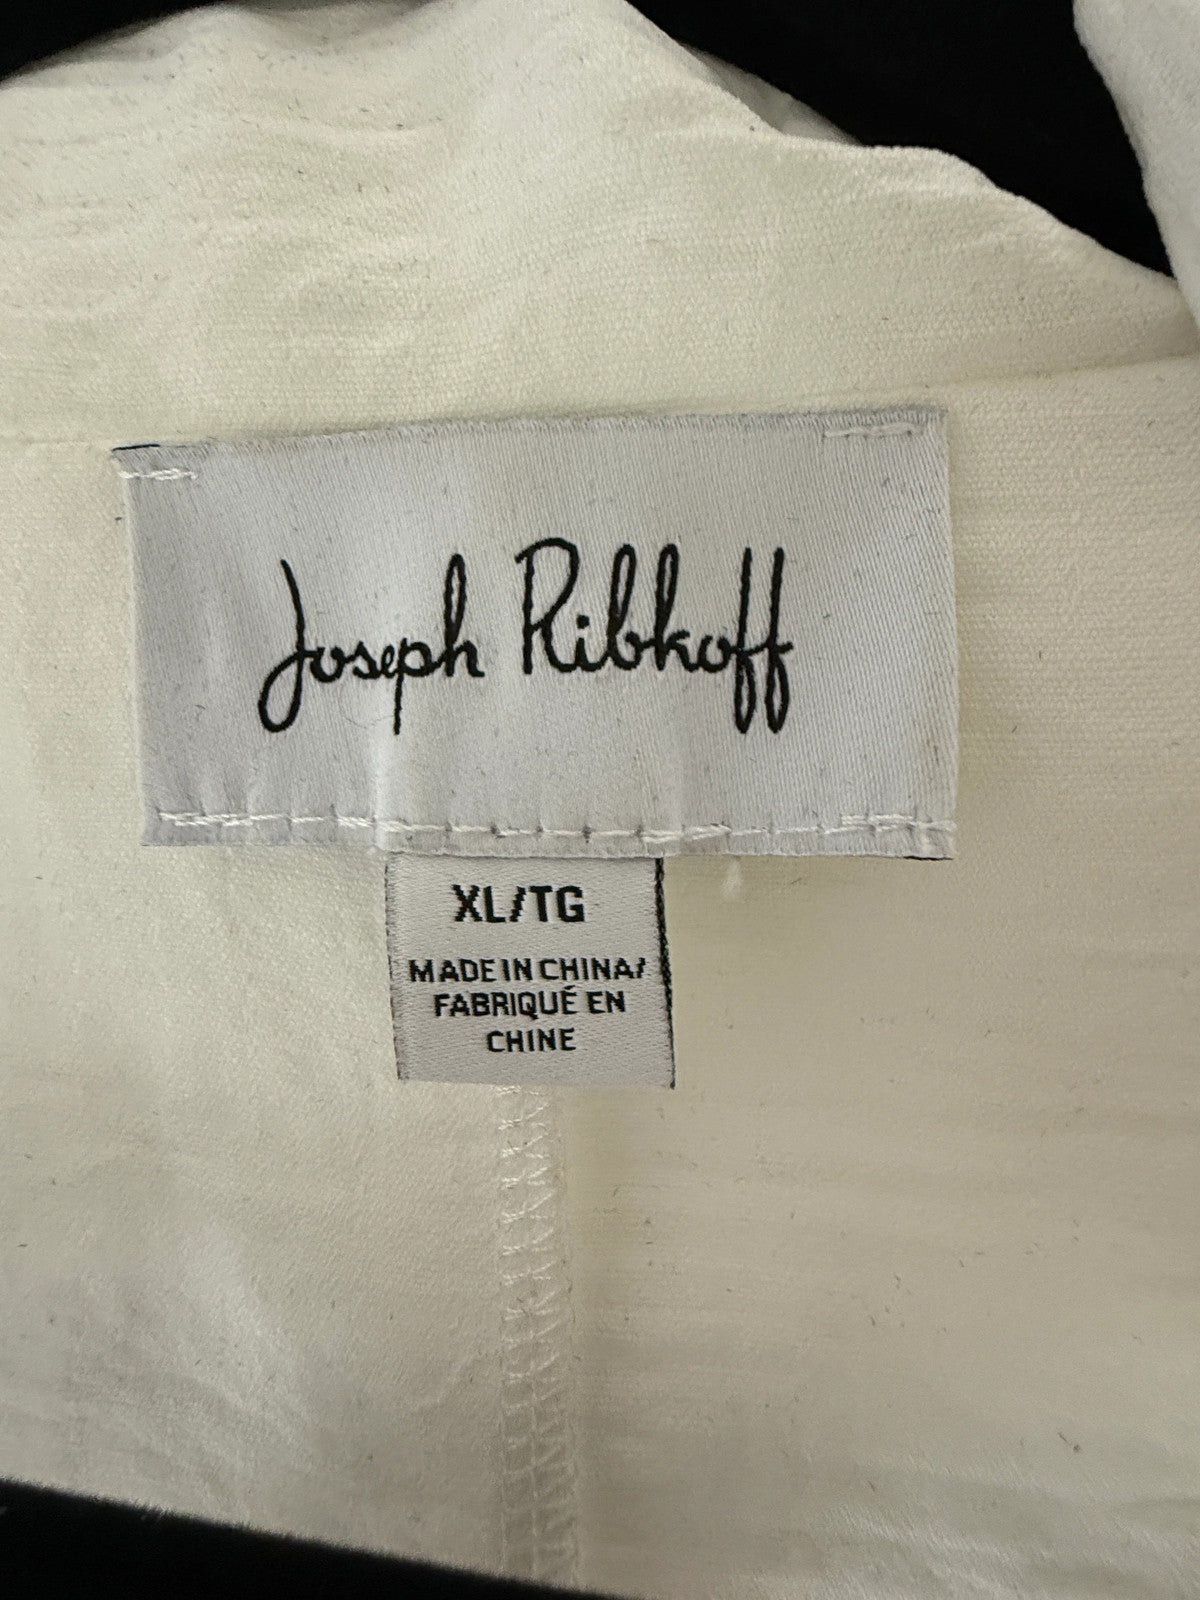 Joseph Ribkoff
XL/TG
MADE IN CHINA/
FABRIQUÉ EN
CHINE